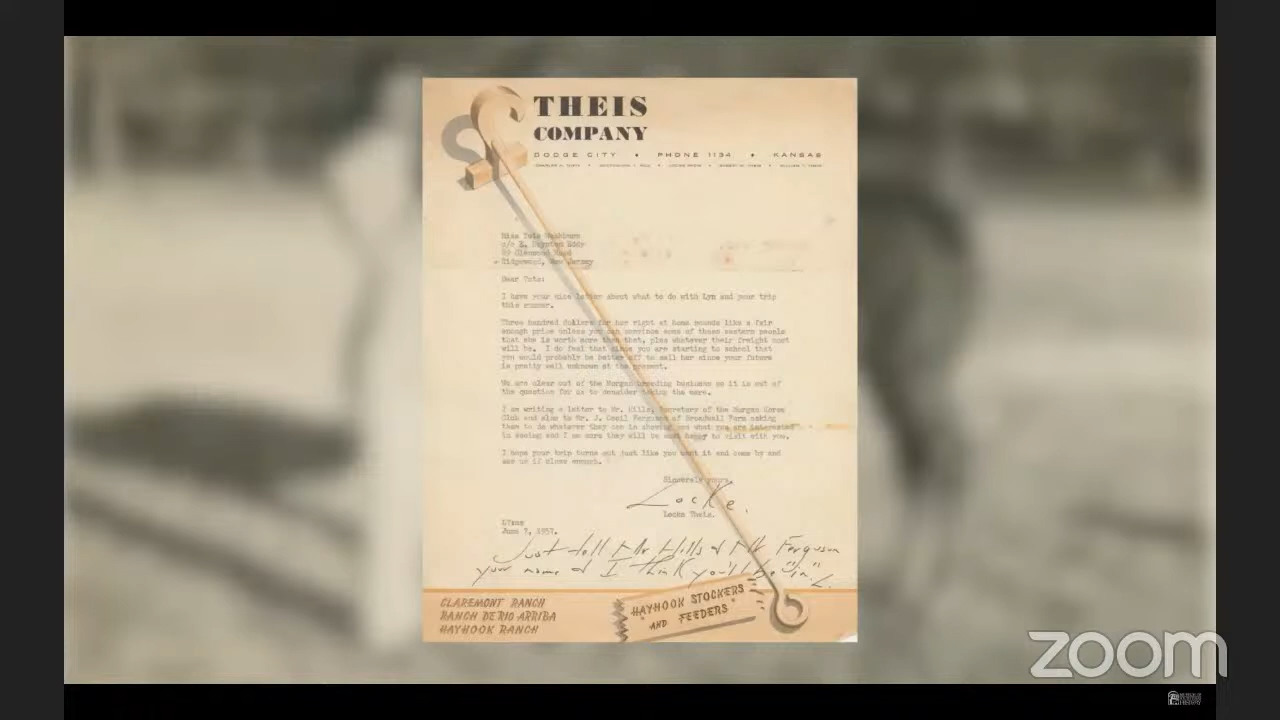 THEIS
COMPANY
DODGE CITY • PHONE 1134 • KANSAS
Miss Tots Washburn
Ridgewood, New Jersey
Dear Tots:
I have your nice letter about what to do with Lyn and your trip
this summer.
Three hundred dollars for her right at home sounds like a fair
enough price unless you can convince some of those eastern people
that she is worth more than that, plus whatever their freight cost
will be. I do feel that since you are starting to school that
you would probably be better off to sell her since your future
is pretty well unknown at the present.
We are clear out of the Morgan breeding business so it is out of
the question for us to consider taking the mare.
I am writing a letter to Mr. Hills, Secretary of the Morgan Horse
Club and also to Mr. J. Cecil Ferguson of Broadwall Farm asking
them to do whatever they can in showing you what you are interested
in seeing and I am sure they will be most happy to visit with you.
I hope your trip turns out just like you want it and come by and
see us if close enough.
Sincerely yours,
Locke.
Locke Theis.
June 7, 1957.
Just tell Mr Hills & Mr Ferguson
your name & I think you'll be "in" L.
CLAREMONT RANCH
RANCH DE RIO ARRIBA
HAYHOOK RANCH
HAYHOOK STOCKERS
AND FEEDERS
zoom